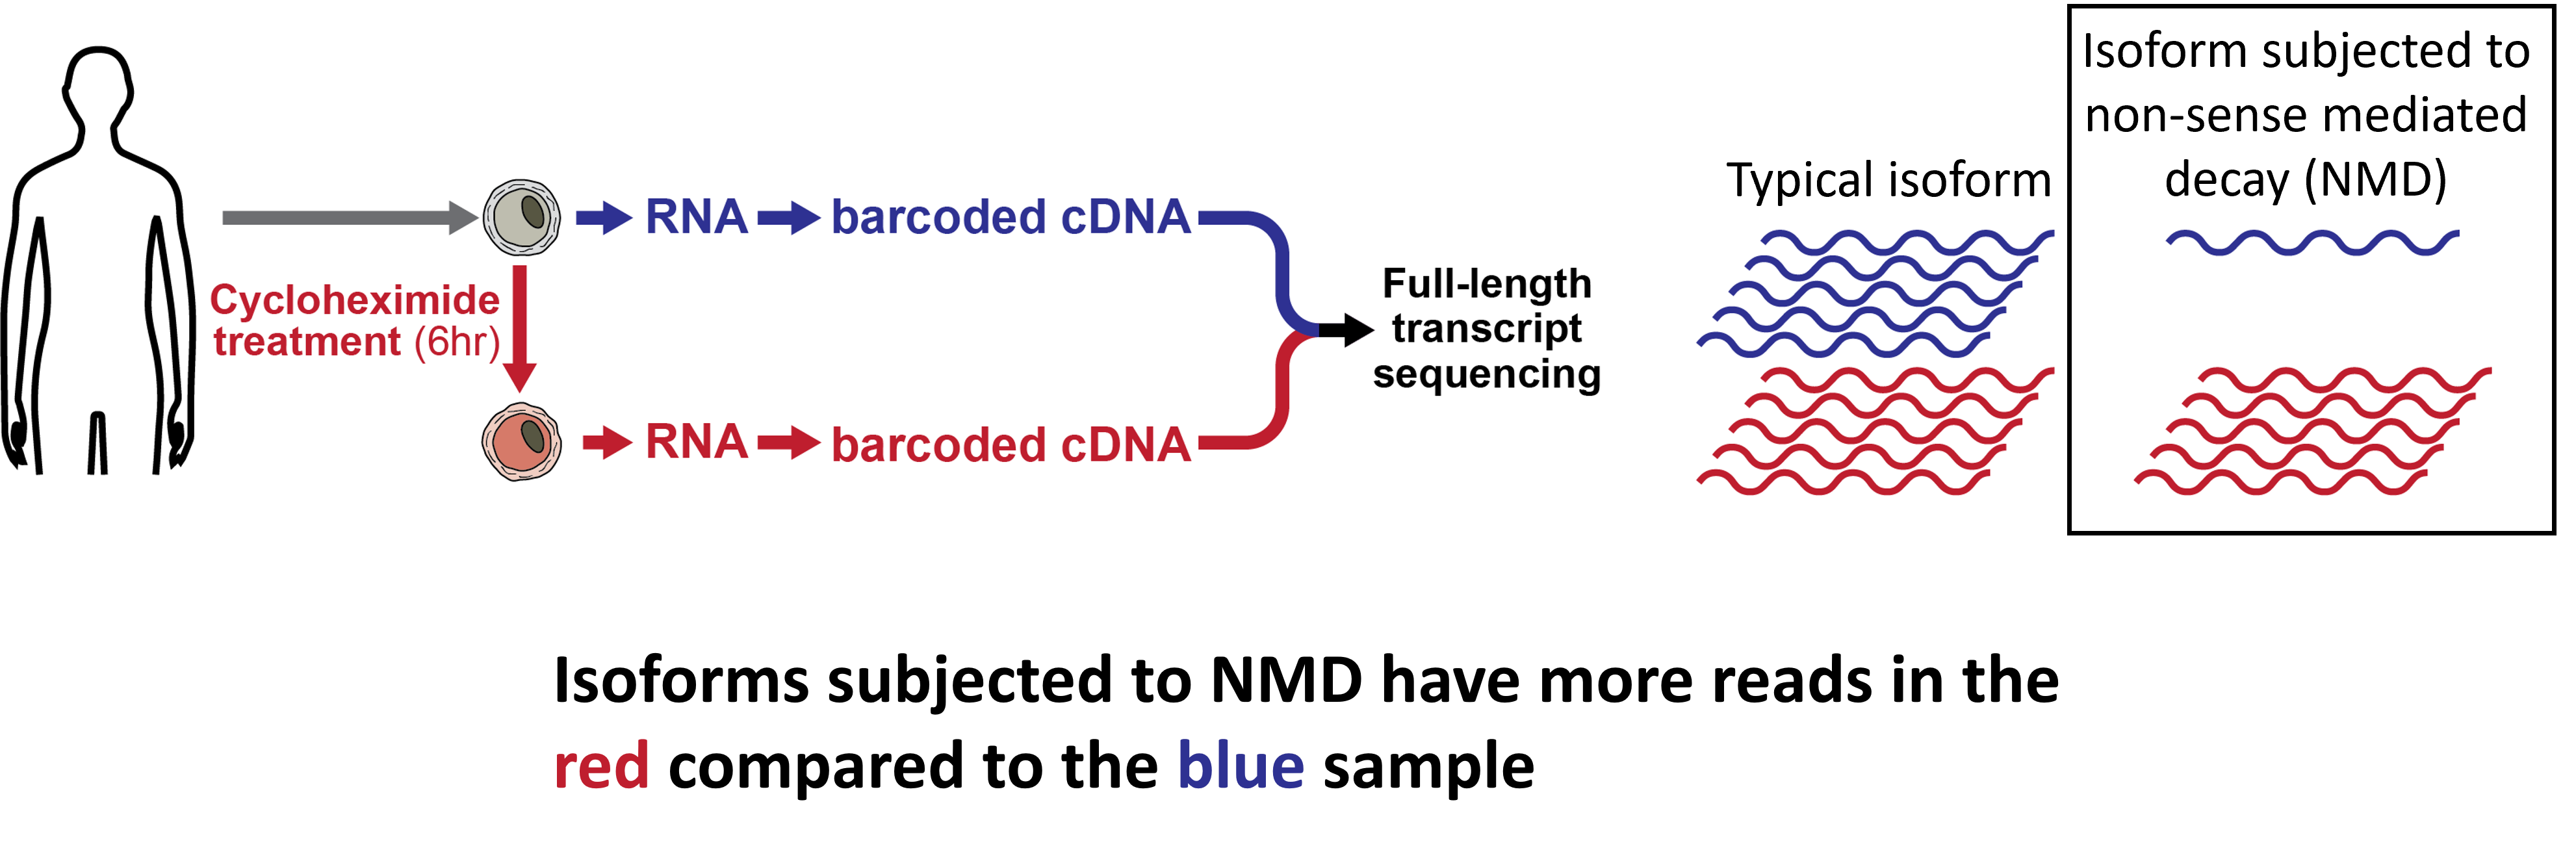 Isoform subjected to
non-sense mediated
decay (NMD)
Typical isoform
RNA
barcoded cDNA
Cycloheximide
treatment (6hr)
Full-length
transcript
sequencing
RNA
barcoded cDNA
Isoforms subjected to NMD have more reads in the
red compared to the blue sample